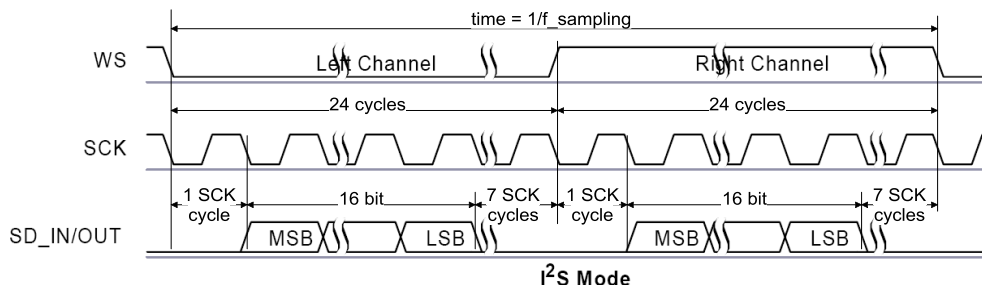 time = 1/f_sampling
WS
Left Channel
Right Channel
24 cycles
24 cycles
SCK
1 SCK
cycle
16 bit
7 SCK
cycles
1 SCK
cycle
16 bit
7 SCK
cycles
SD_IN/OUT
MSB
LSB
MSB
LSB
I2S Mode